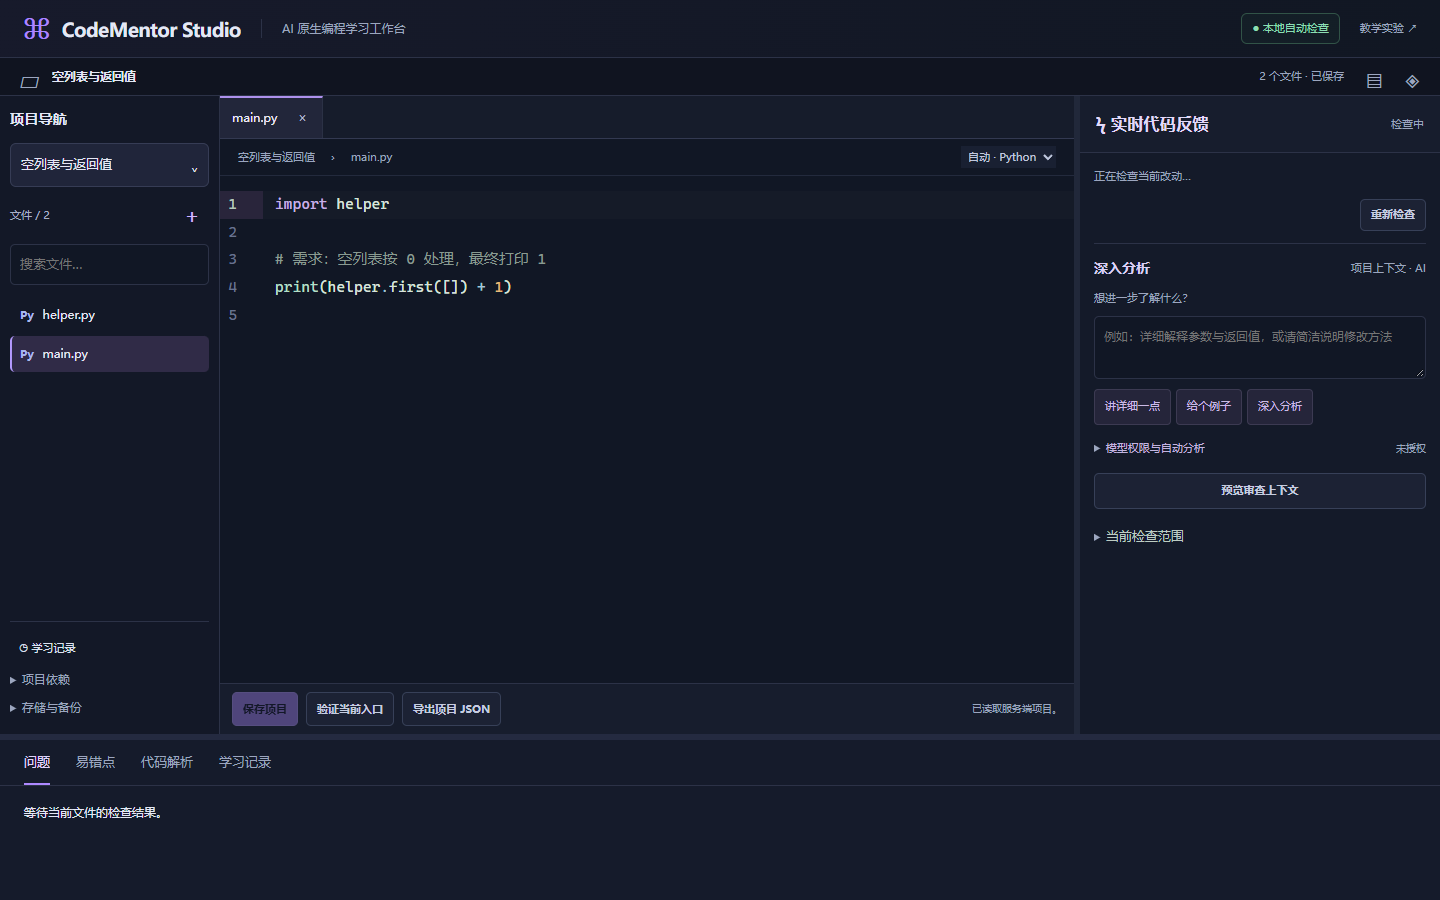 ⌘ CodeMentor Studio
AI 原生编程学习工作台
● 本地自动检查
教学实验 ↗
空列表与返回值
2 个文件 · 已保存
项目导航
空列表与返回值
文件 / 2
+
搜索文件...
Py helper.py
Py main.py
◷ 学习记录
▸ 项目依赖
▸ 存储与备份
main.py ×
空列表与返回值 › main.py
自动 · Python
1 import helper
2
3 # 需求：空列表按 0 处理，最终打印 1
4 print(helper.first([]) + 1)
5
保存项目
验证当前入口
导出项目 JSON
已读取服务端项目。
ϟ 实时代码反馈
检查中
正在检查当前改动...
重新检查
深入分析
项目上下文 · AI
想进一步了解什么？
例如：详细解释参数与返回值，或请简洁说明修改方法
讲详细一点
给个例子
深入分析
▸ 模型权限与自动分析
未授权
预览审查上下文
▸ 当前检查范围
问题
易错点
代码解析
学习记录
等待当前文件的检查结果。